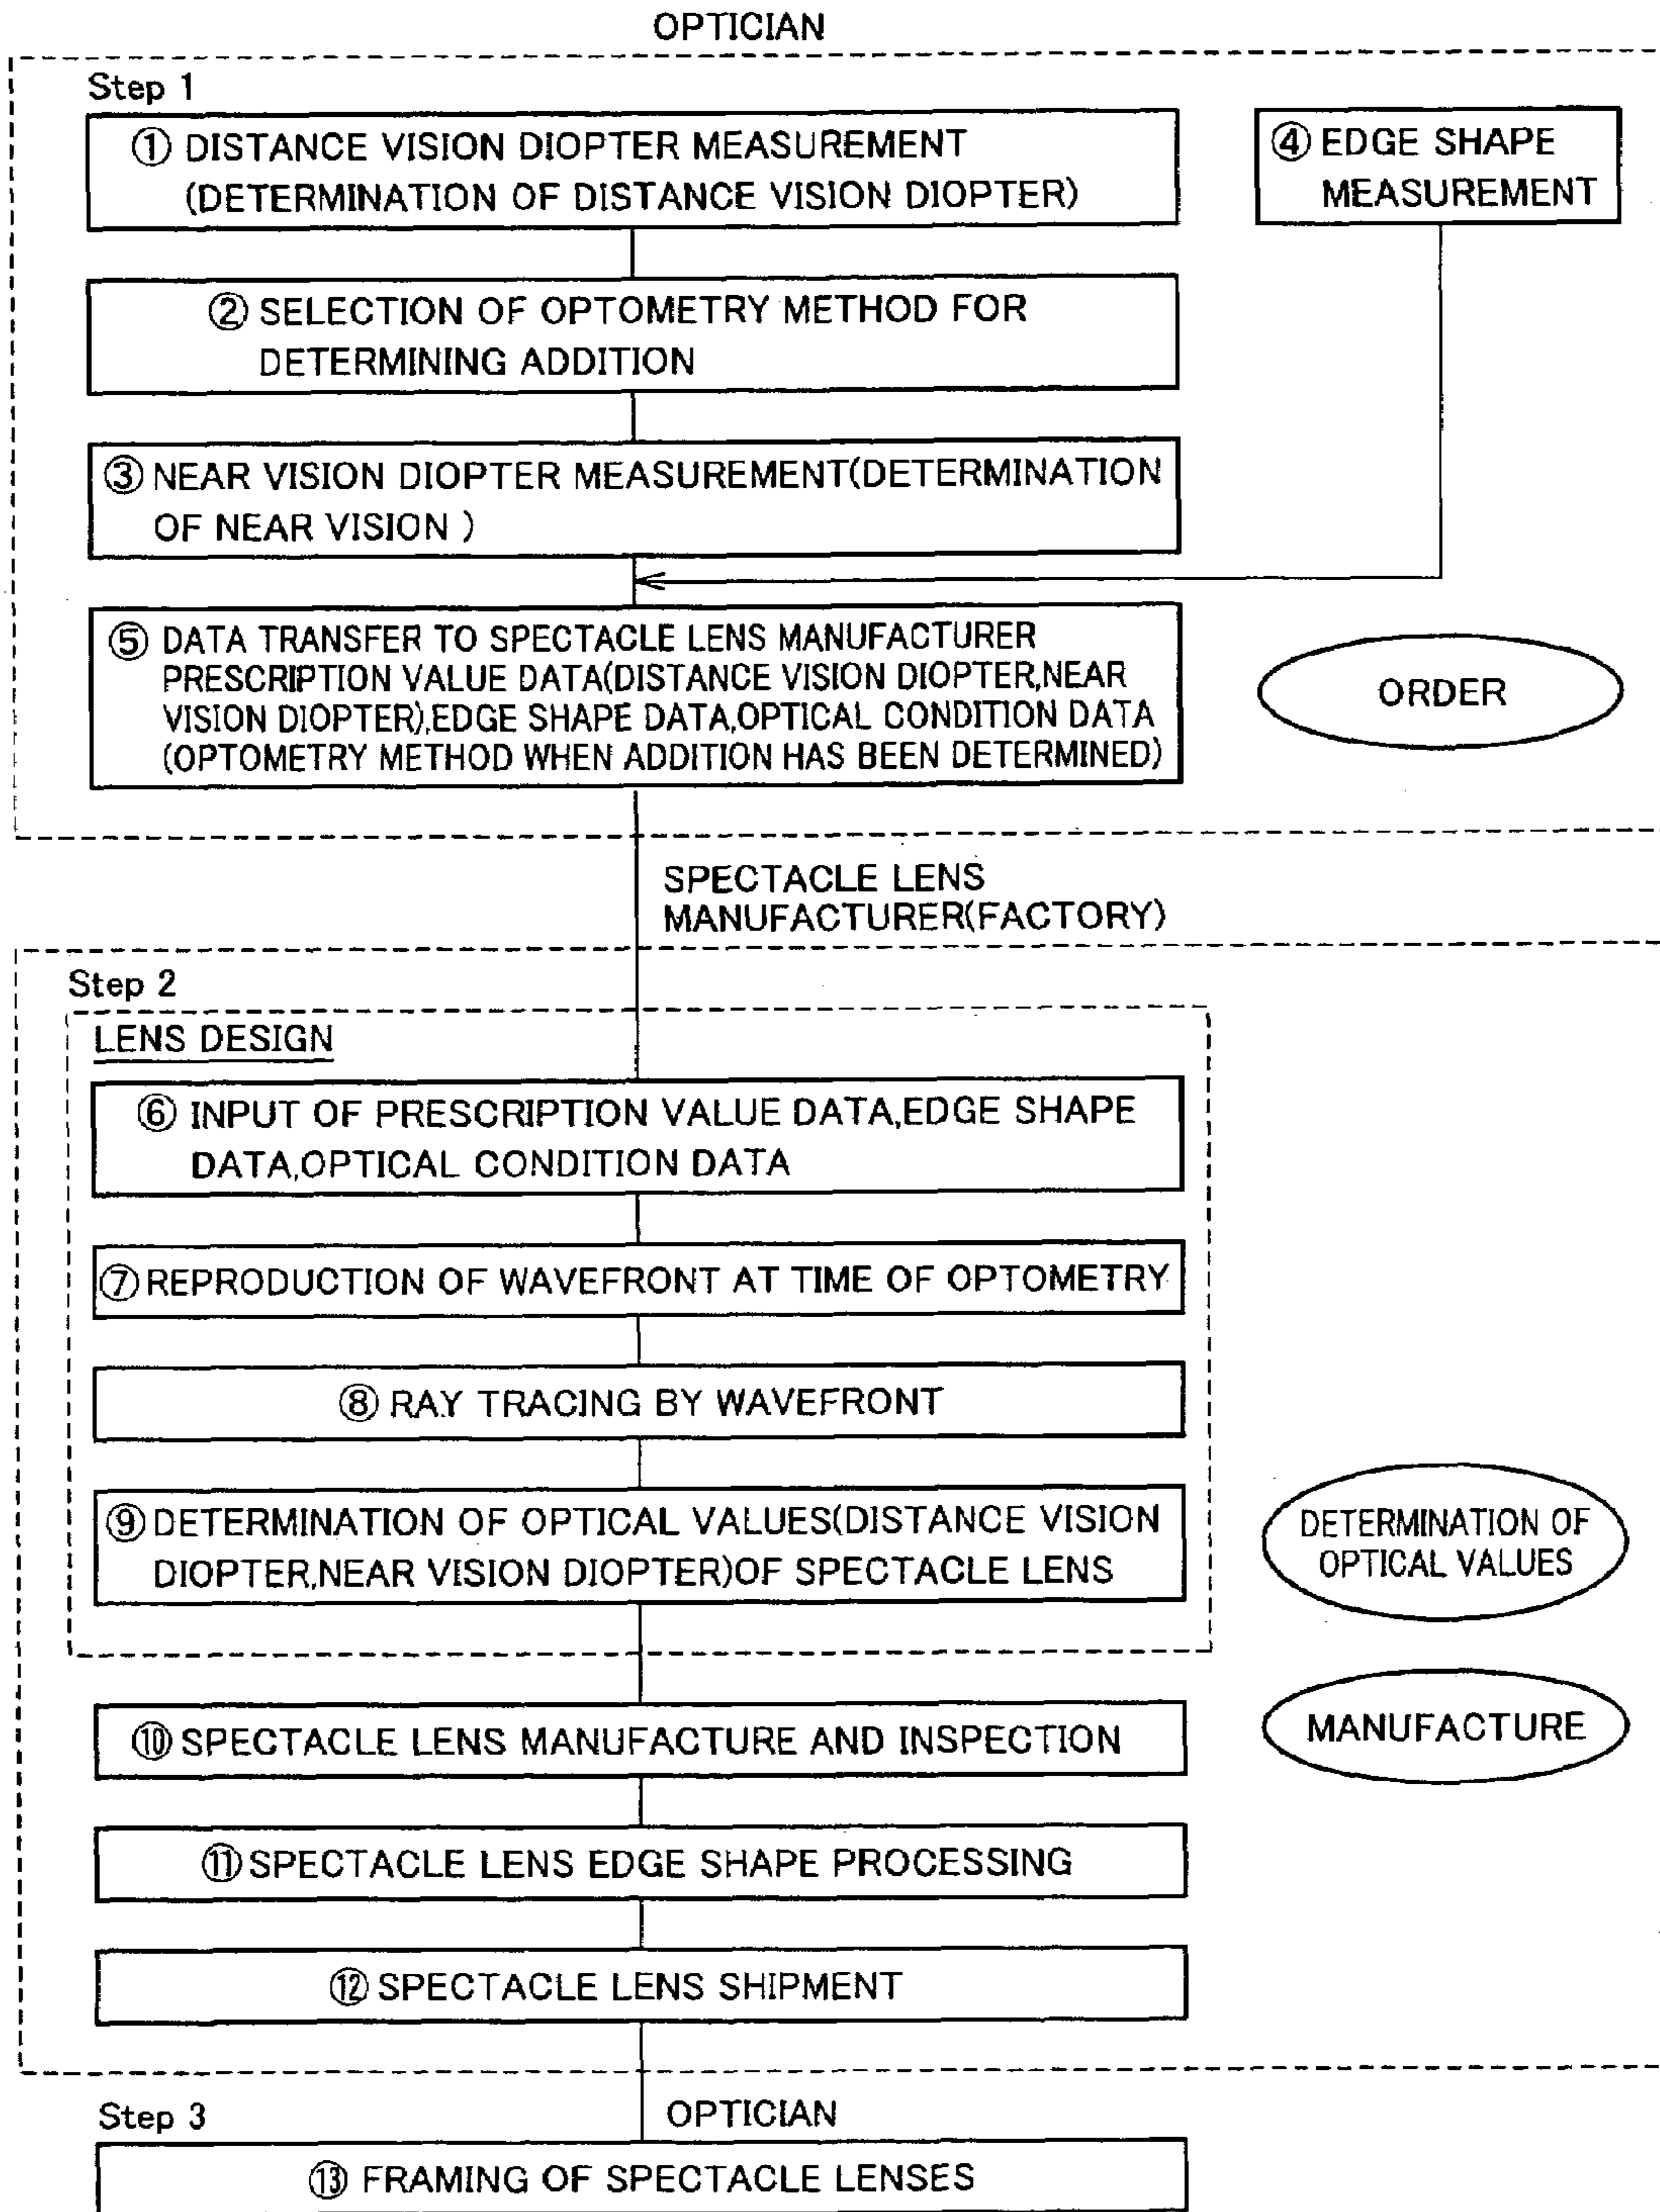 OPTICIAN
Step 1
① DISTANCE VISION DIOPTER MEASUREMENT
(DETERMINATION OF DISTANCE VISION DIOPTER)
④ EDGE SHAPE
MEASUREMENT
② SELECTION OF OPTOMETRY METHOD FOR
DETERMINING ADDITION
③ NEAR VISION DIOPTER MEASUREMENT(DETERMINATION
OF NEAR VISION )
⑤ DATA TRANSFER TO SPECTACLE LENS MANUFACTURER
PRESCRIPTION VALUE DATA(DISTANCE VISION DIOPTER,NEAR
VISION DIOPTER),EDGE SHAPE DATA,OPTICAL CONDITION DATA
(OPTOMETRY METHOD WHEN ADDITION HAS BEEN DETERMINED)
ORDER
SPECTACLE LENS
MANUFACTURER(FACTORY)
Step 2
LENS DESIGN
⑥ INPUT OF PRESCRIPTION VALUE DATA,EDGE SHAPE
DATA,OPTICAL CONDITION DATA
⑦ REPRODUCTION OF WAVEFRONT AT TIME OF OPTOMETRY
⑧ RAY TRACING BY WAVEFRONT
⑨ DETERMINATION OF OPTICAL VALUES(DISTANCE VISION
DIOPTER,NEAR VISION DIOPTER)OF SPECTACLE LENS
DETERMINATION OF
OPTICAL VALUES
⑩ SPECTACLE LENS MANUFACTURE AND INSPECTION
MANUFACTURE
⑪ SPECTACLE LENS EDGE SHAPE PROCESSING
⑫ SPECTACLE LENS SHIPMENT
Step 3
OPTICIAN
⑬ FRAMING OF SPECTACLE LENSES